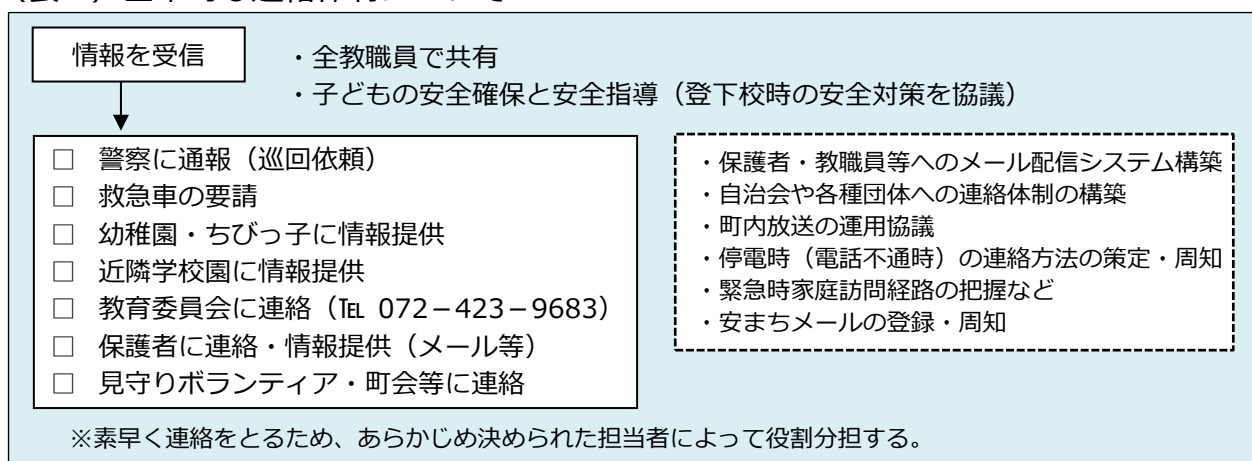 情報を受信
・全教職員で共有
・子どもの安全確保と安全指導（登下校時の安全対策を協議）
□ 警察に通報（巡回依頼）
□ 救急車の要請
□ 幼稚園・ちびっ子に情報提供
□ 近隣学校園に情報提供
□ 教育委員会に連絡（℡ 072－423－9683）
□ 保護者に連絡・情報提供（メール等）
□ 見守りボランティア・町会等に連絡
・保護者・教職員等へのメール配信システム構築
・自治会や各種団体への連絡体制の構築
・町内放送の運用協議
・停電時（電話不通時）の連絡方法の策定・周知
・緊急時家庭訪問経路の把握など
・安まちメールの登録・周知
※素早く連絡をとるため、あらかじめ決められた担当者によって役割分担する。